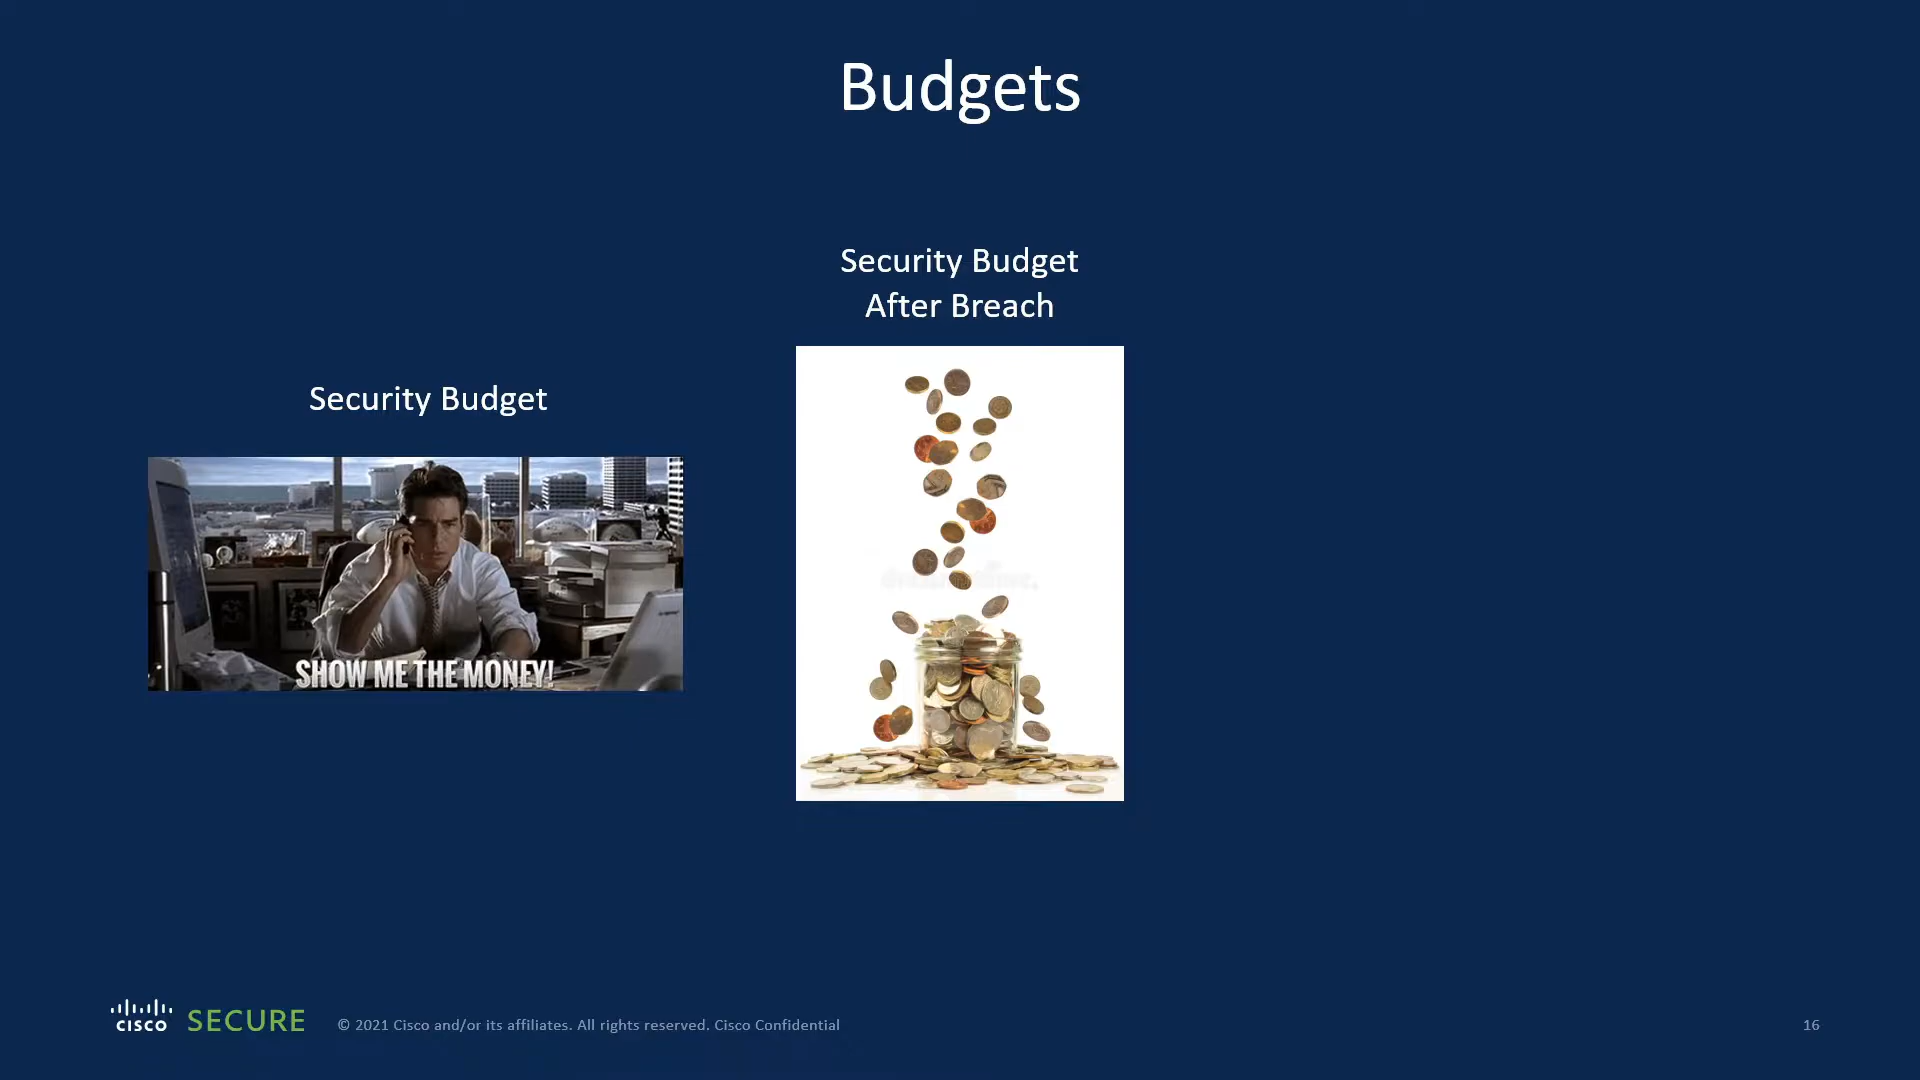 Budgets
Security Budget
After Breach
Security Budget
SHOW ME THE MONEY!
CISCO SECURE
© 2021 Cisco and/or its affiliates. All rights reserved. Cisco Confidential
16